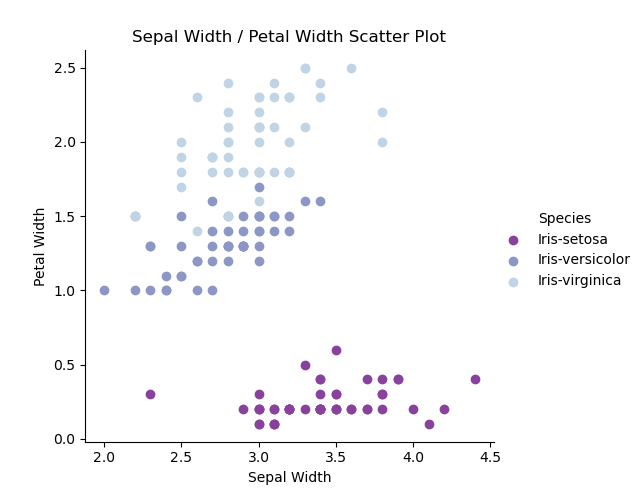 Sepal Width / Petal Width Scatter Plot
2.5
2.0
1.5
1.0
0.5
0.0
Petal Width
2.0 2.5 3.0 3.5 4.0 4.5
Sepal Width
Species
Iris-setosa
Iris-versicolor
Iris-virginica